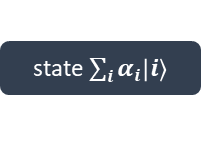 state ∑ᵢ αᵢ|i⟩